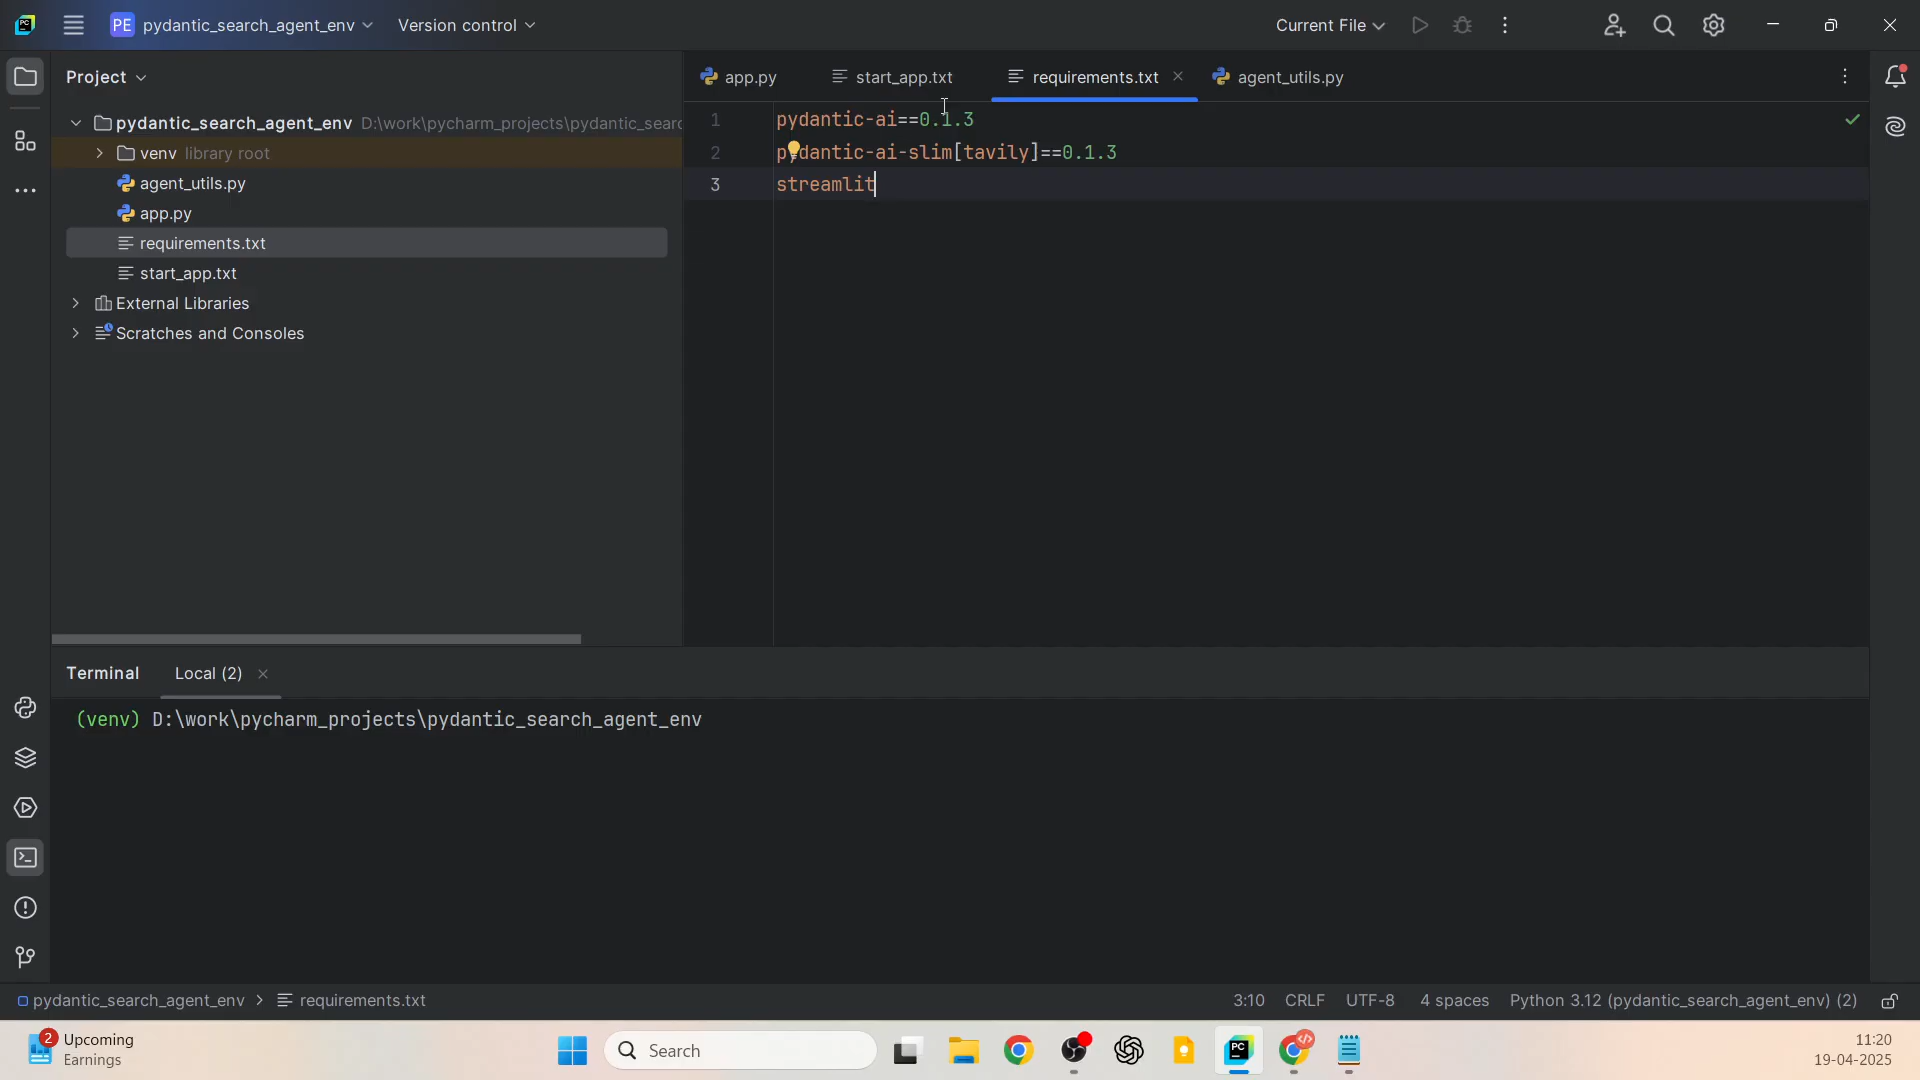 PE pydantic_search_agent_env Version control Current File
Project
app.py start_app.txt requirements.txt agent_utils.py
pydantic_search_agent_env D:\work\pycharm_projects\pydantic_searc
venv library root
agent_utils.py
app.py
requirements.txt
start_app.txt
External Libraries
Scratches and Consoles
1 pydantic-ai==0.1.3
2 pydantic-ai-slim[tavily]==0.1.3
3 streamlit
Terminal Local (2)
(venv) D:\work\pycharm_projects\pydantic_search_agent_env
pydantic_search_agent_env > requirements.txt 3:10 CRLF UTF-8 4 spaces Python 3.12 (pydantic_search_agent_env) (2)
2 Upcoming
Earnings
Search
PC
11:20
19-04-2025